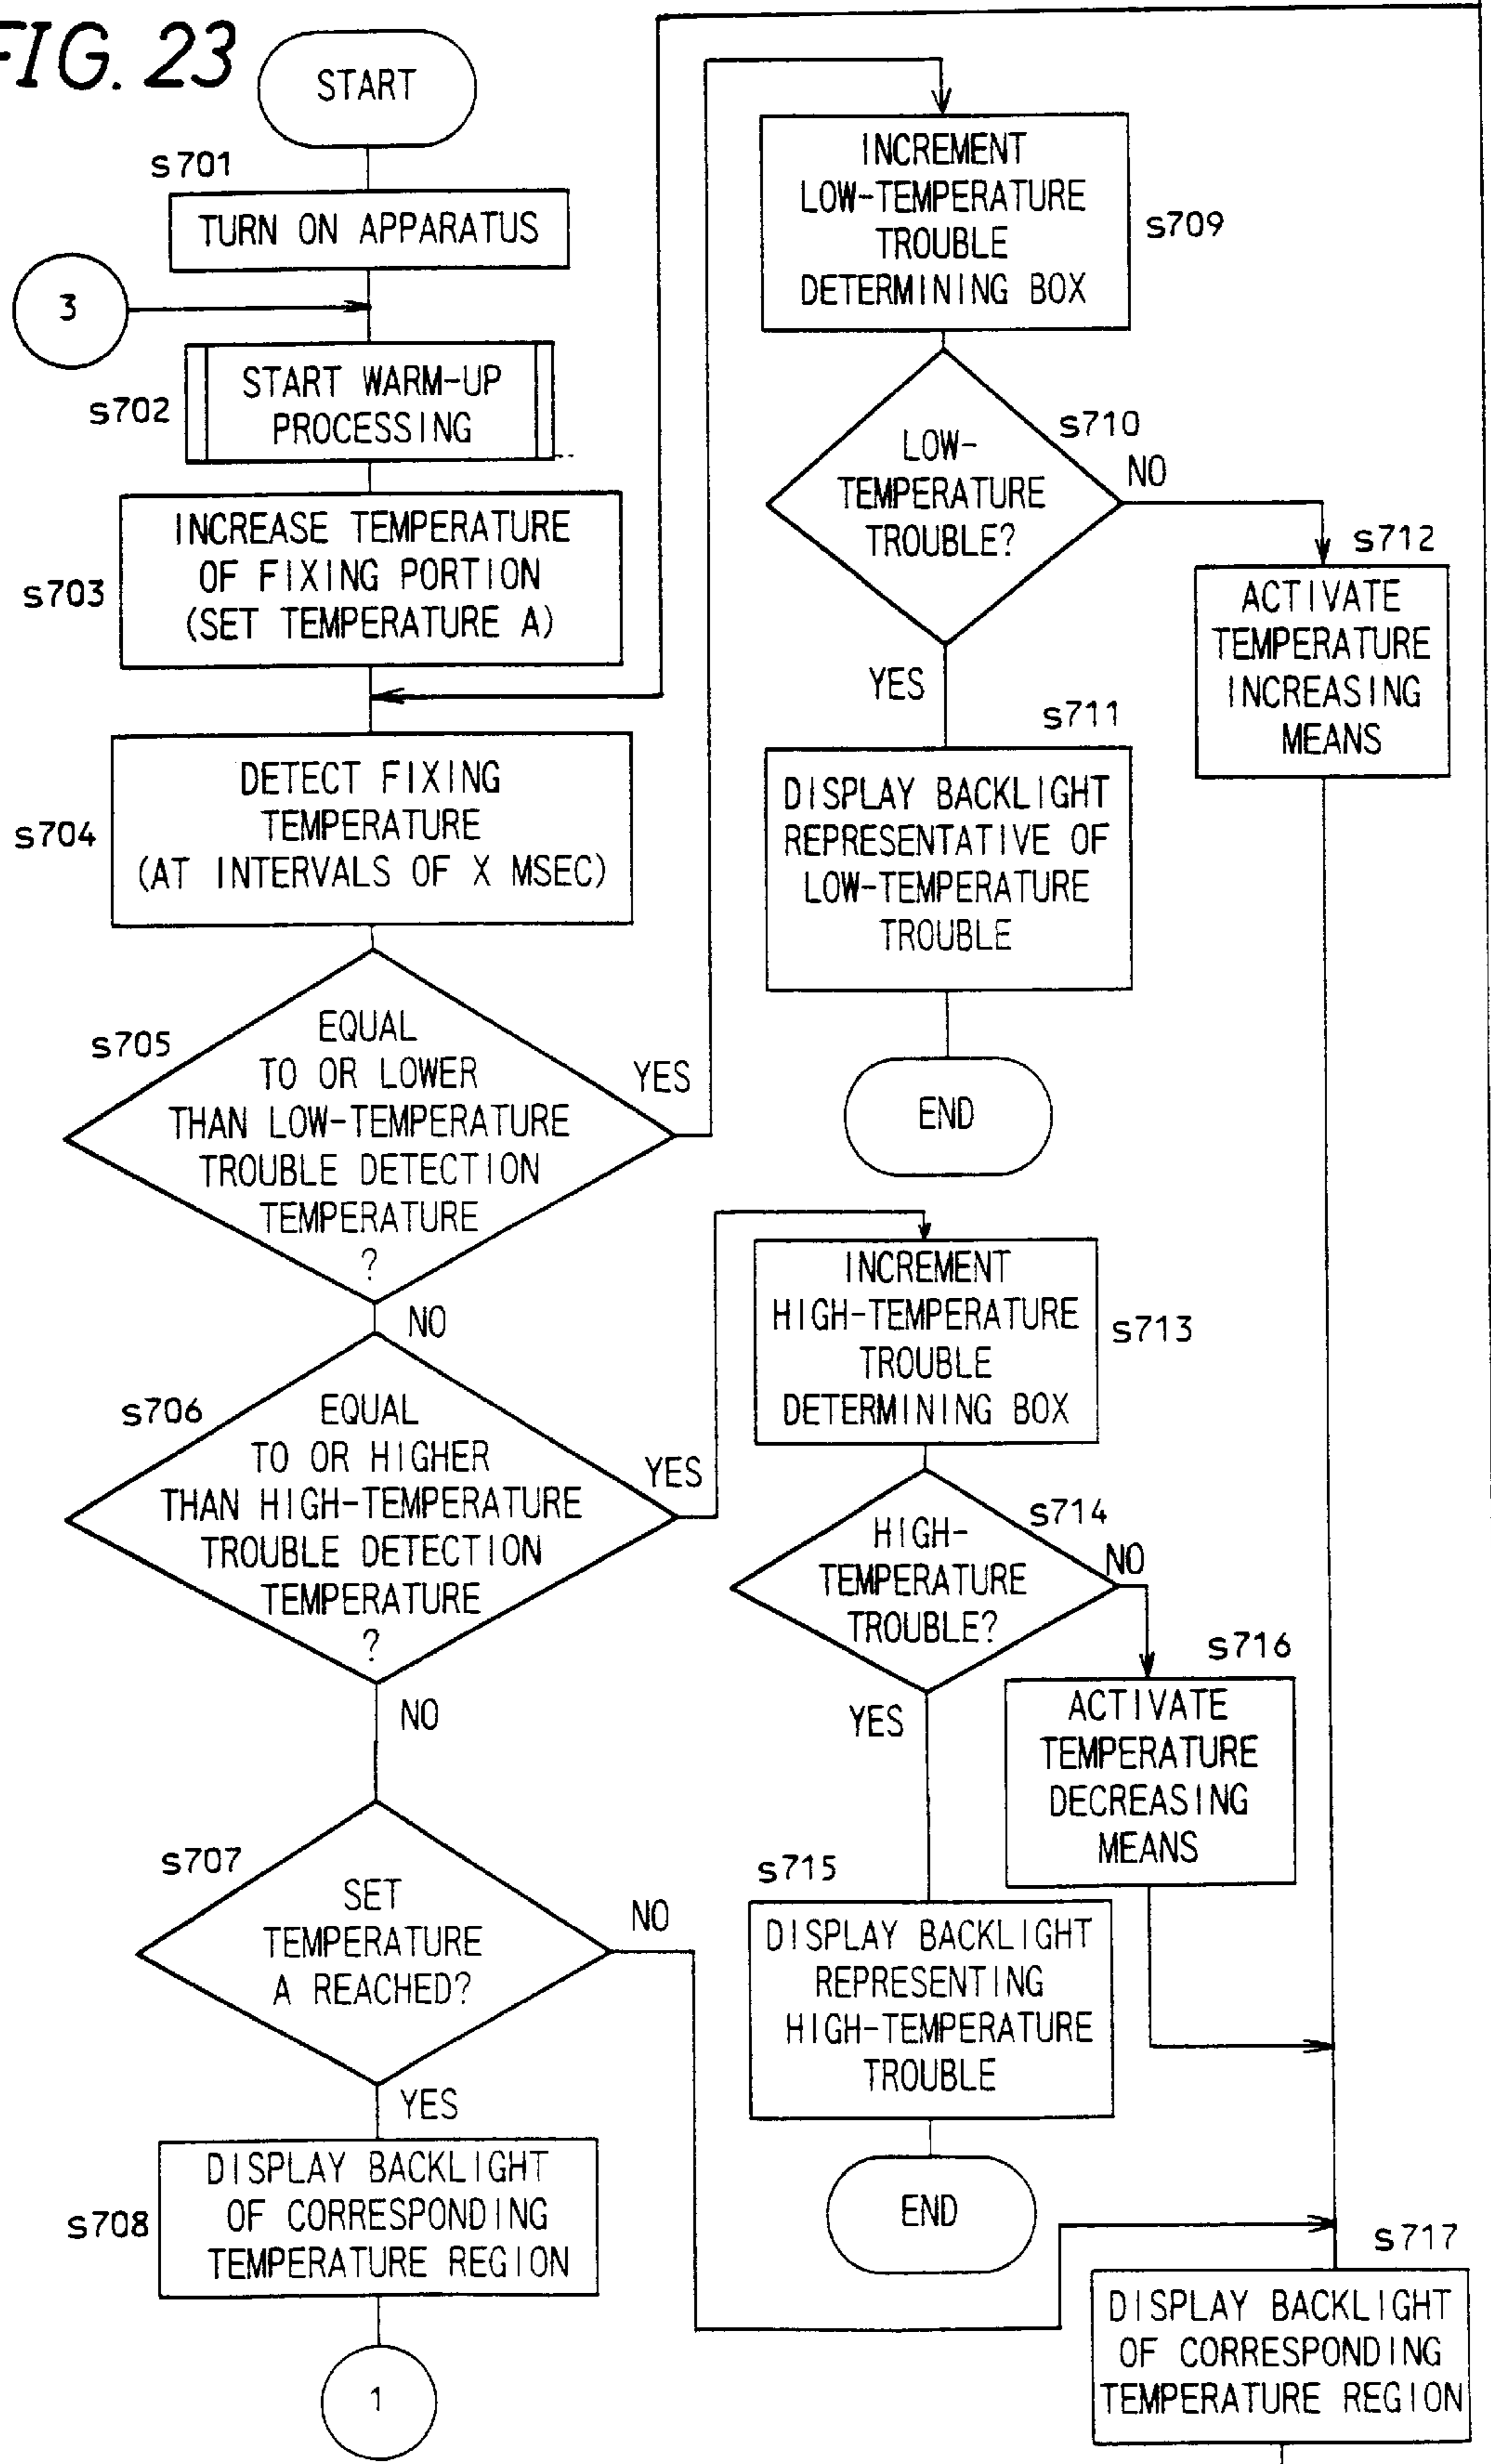 FIG. 23
START
s701
TURN ON APPARATUS
3
s702
START WARM-UP
PROCESSING
s703
INCREASE TEMPERATURE
OF FIXING PORTION
(SET TEMPERATURE A)
s704
DETECT FIXING
TEMPERATURE
(AT INTERVALS OF X MSEC)
s705
EQUAL
TO OR LOWER
THAN LOW-TEMPERATURE
TROUBLE DETECTION
TEMPERATURE
?
YES
NO
s706
EQUAL
TO OR HIGHER
THAN HIGH-TEMPERATURE
TROUBLE DETECTION
TEMPERATURE
?
YES
NO
s707
SET
TEMPERATURE
A REACHED?
NO
YES
s708
DISPLAY BACKLIGHT
OF CORRESPONDING
TEMPERATURE REGION
1
INCREMENT
LOW-TEMPERATURE
TROUBLE
DETERMINING BOX
s709
s710
LOW-
TEMPERATURE
TROUBLE?
NO
YES
s711
DISPLAY BACKLIGHT
REPRESENTATIVE OF
LOW-TEMPERATURE
TROUBLE
END
s712
ACTIVATE
TEMPERATURE
INCREASING
MEANS
INCREMENT
HIGH-TEMPERATURE
TROUBLE
DETERMINING BOX
s713
s714
HIGH-
TEMPERATURE
TROUBLE?
NO
YES
s715
DISPLAY BACKLIGHT
REPRESENTING
HIGH-TEMPERATURE
TROUBLE
END
s716
ACTIVATE
TEMPERATURE
DECREASING
MEANS
s717
DISPLAY BACKLIGHT
OF CORRESPONDING
TEMPERATURE REGION